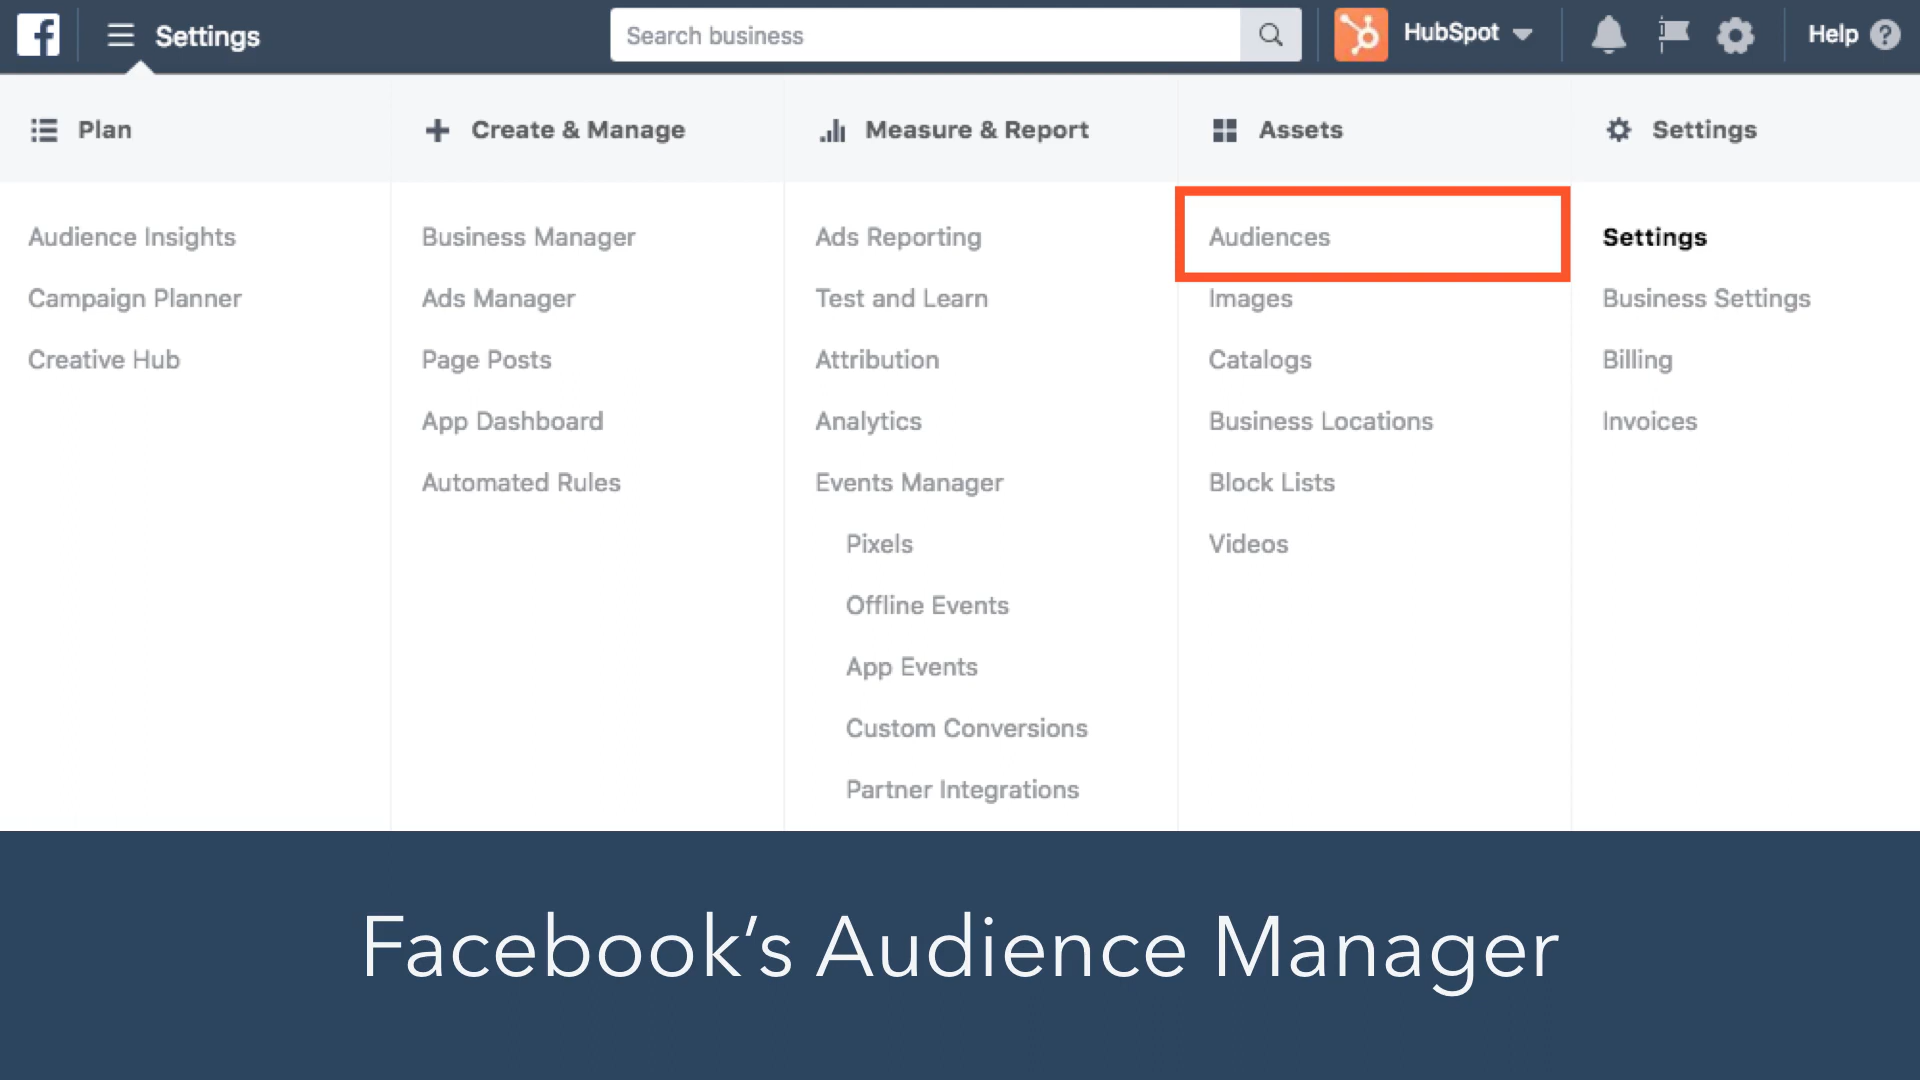 Settings
Search business
HubSpot
Help
Plan
Audience Insights
Campaign Planner
Creative Hub
Create & Manage
Business Manager
Ads Manager
Page Posts
App Dashboard
Automated Rules
Measure & Report
Ads Reporting
Test and Learn
Attribution
Analytics
Events Manager
Pixels
Offline Events
App Events
Custom Conversions
Partner Integrations
Assets
Audiences
Images
Catalogs
Business Locations
Block Lists
Videos
Settings
Settings
Business Settings
Billing
Invoices
Facebook’s Audience Manager